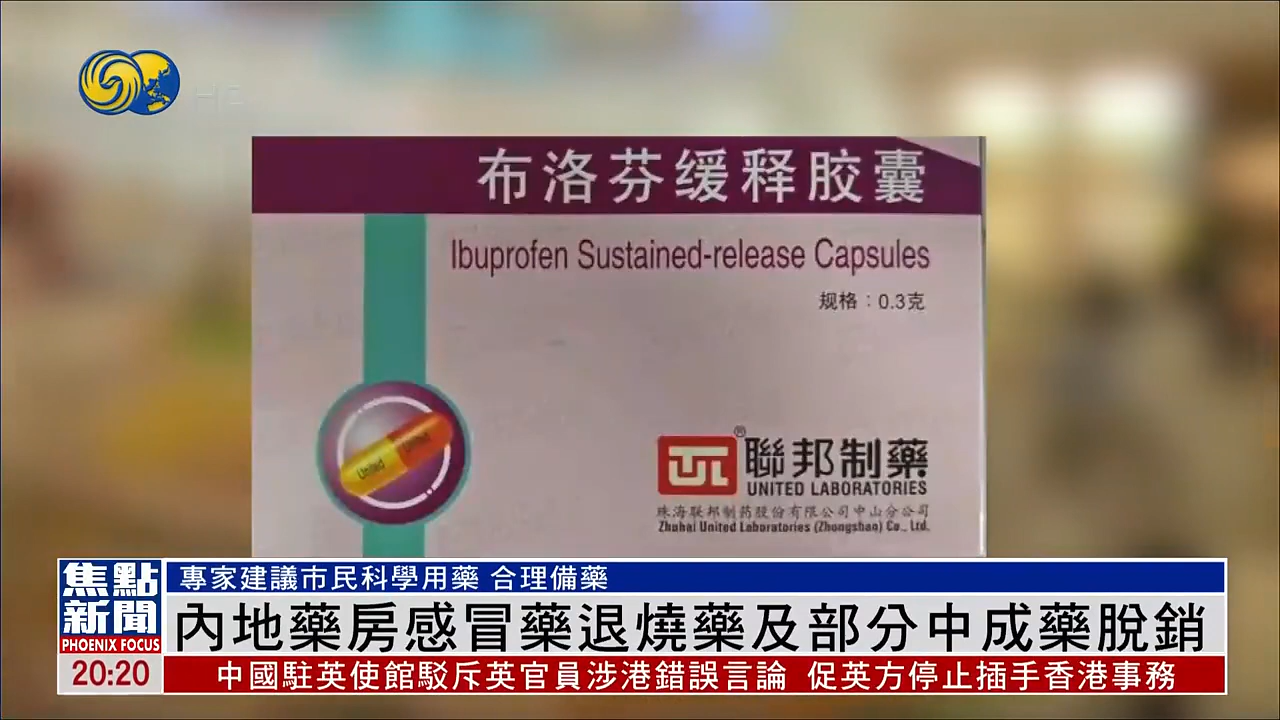 布洛芬缓释胶囊
Ibuprofen Sustained-release Capsules
规格：0.3克
United
United
聯邦制藥
UNITED LABORATORIES
珠海联邦制药股份有限公司中山分公司
Zhuhai United Laboratories (Zhongshan) Co., Ltd.
焦點新聞
PHOENIX FOCUS
專家建議市民科學用藥 合理備藥
內地藥房感冒藥退燒藥及部分中成藥脫銷
20:20
中國駐英使館駁斥英官員涉港錯誤言論 促英方停止插手香港事務